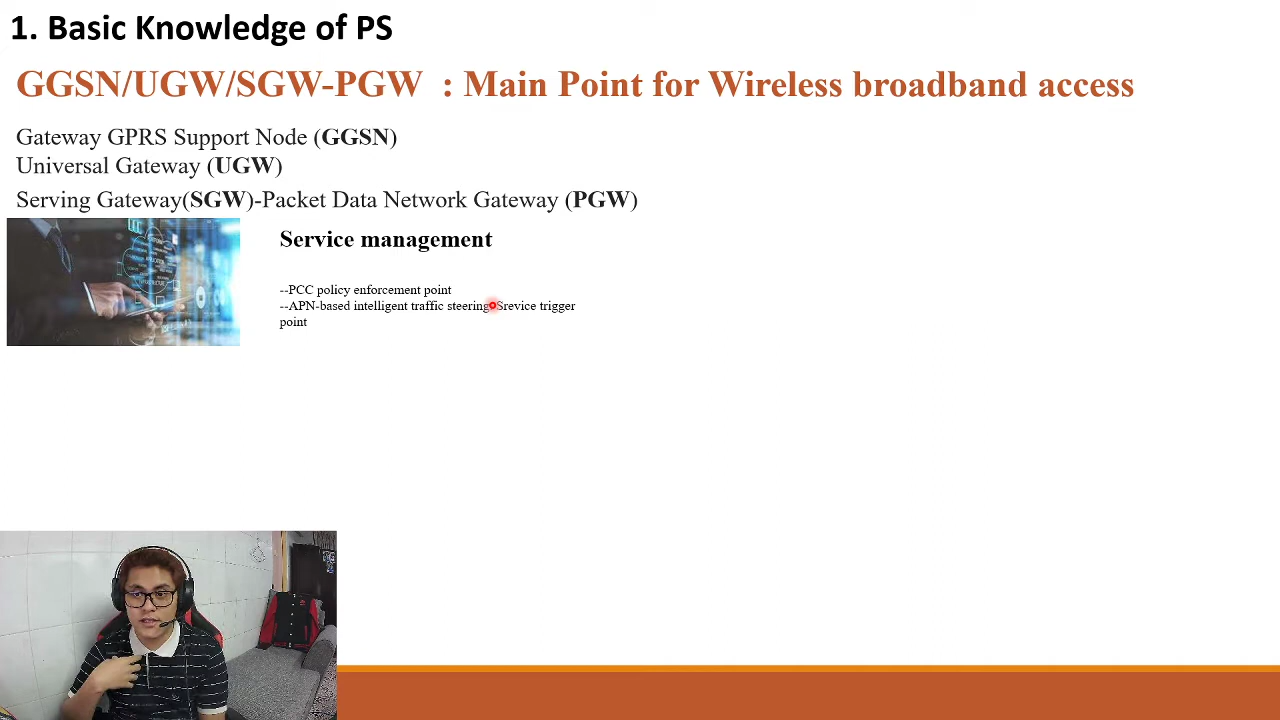 1. Basic Knowledge of PS
GGSN/UGW/SGW-PGW : Main Point for Wireless broadband access
Gateway GPRS Support Node (GGSN)
Universal Gateway (UGW)
Serving Gateway(SGW)-Packet Data Network Gateway (PGW)
Service management
--PCC policy enforcement point
--APN-based intelligent traffic steering Srevice trigger
point